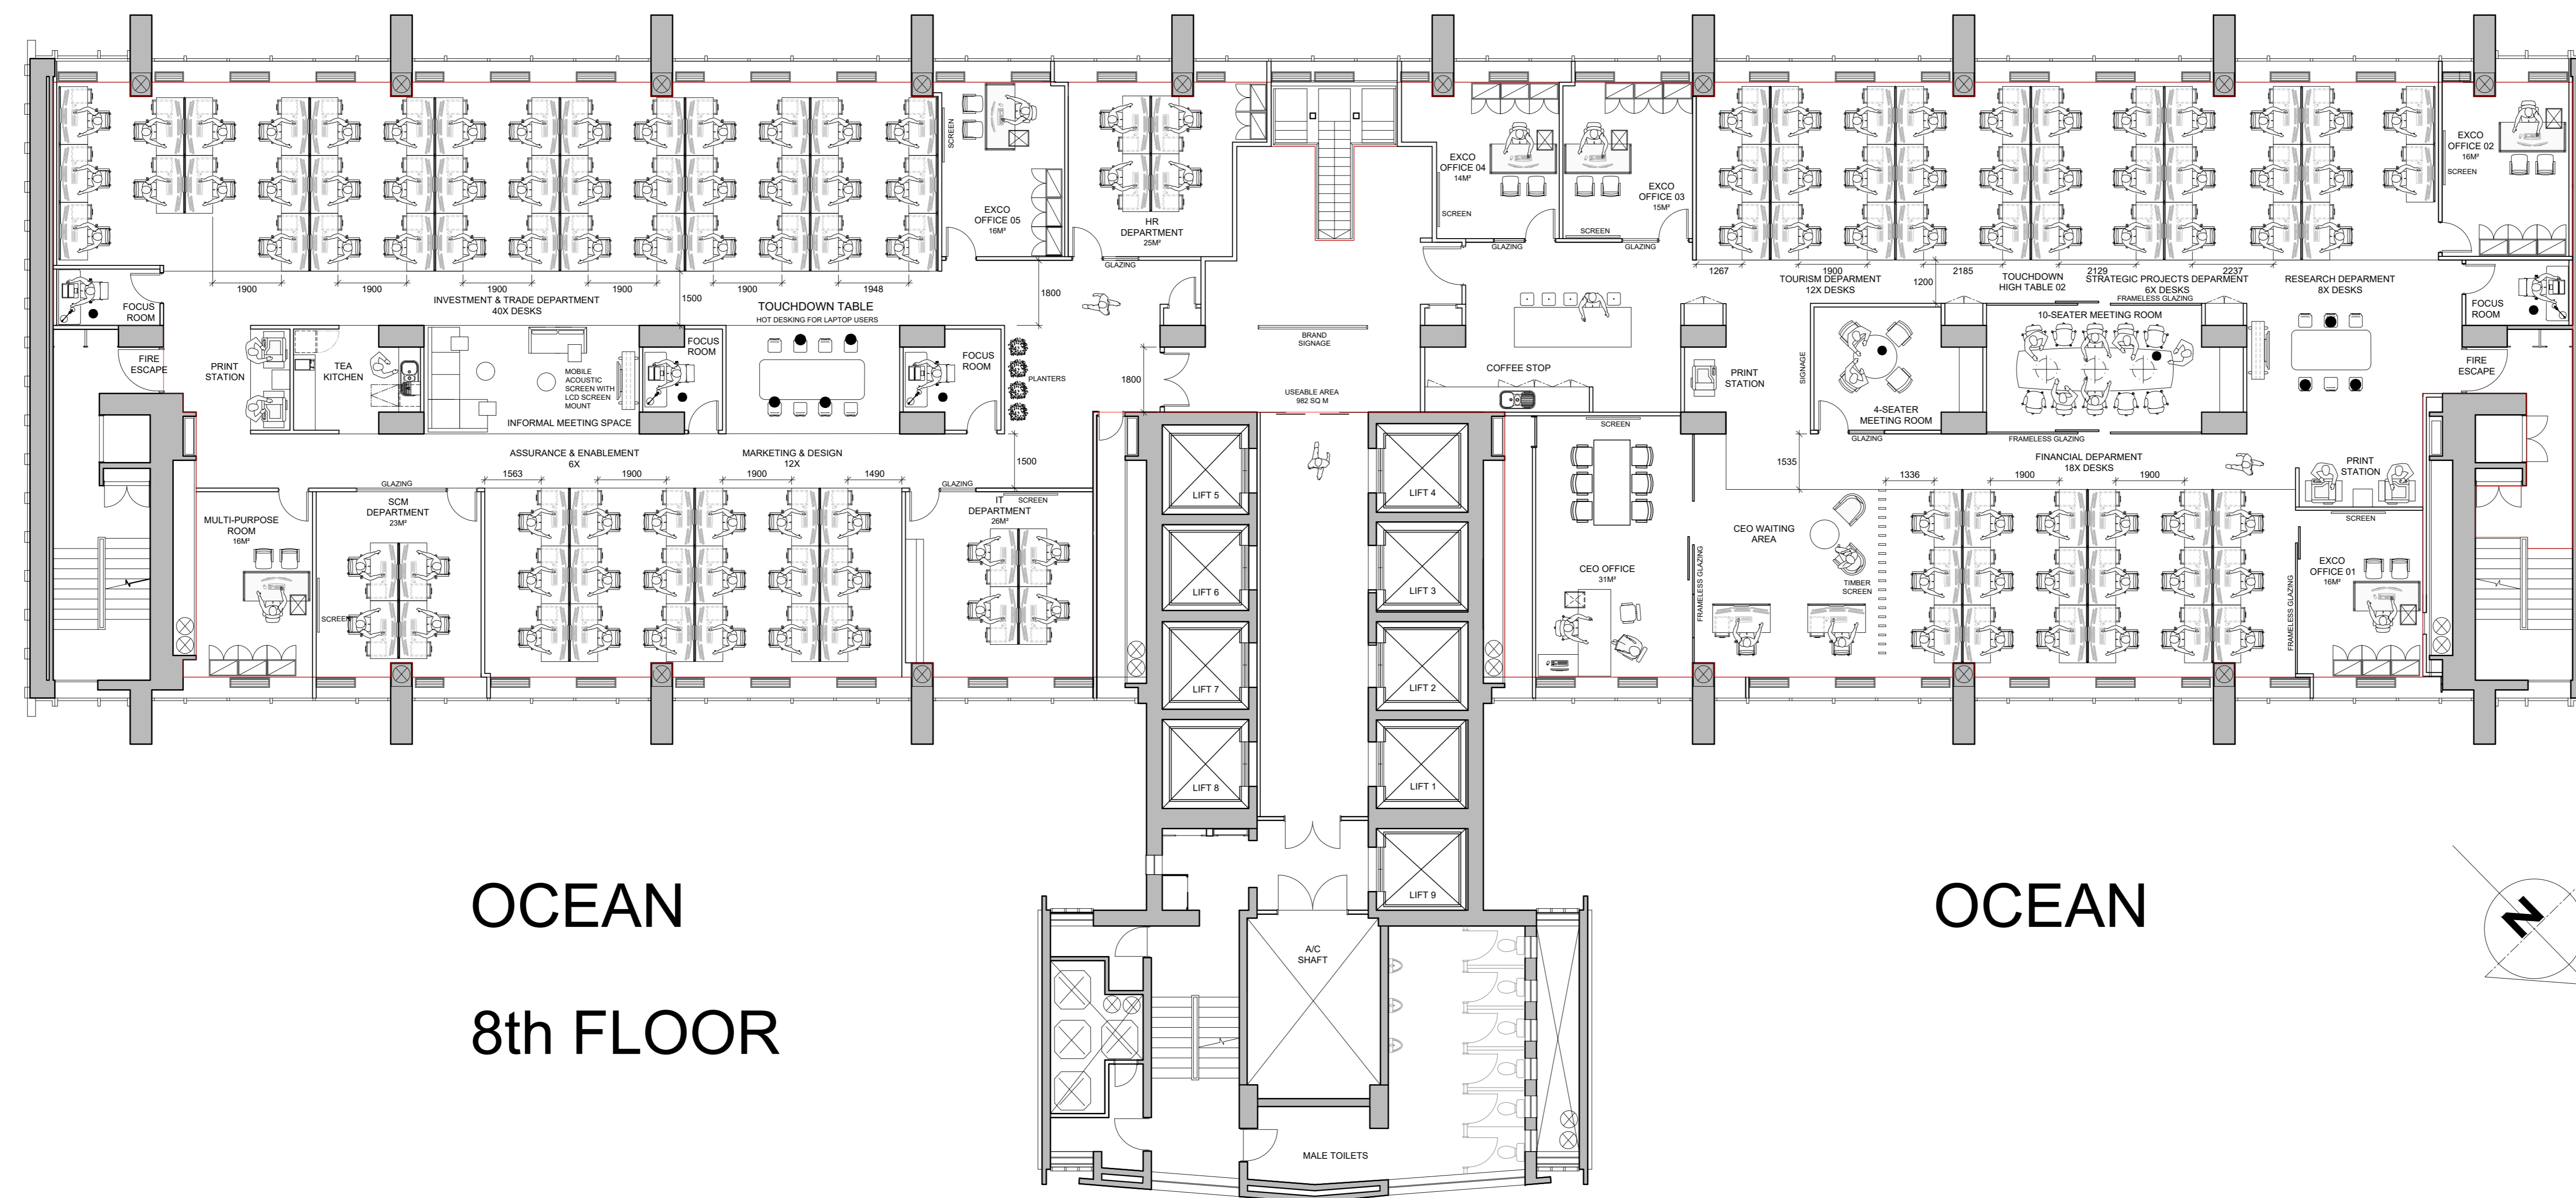 SCREEN
EXCO
OFFICE 05
16M²
HR
DEPARTMENT
25M²
GLAZING
EXCO
OFFICE 04
14M²
SCREEN
GLAZING
EXCO
OFFICE 03
15M²
SCREEN
GLAZING
EXCO
OFFICE 02
16M²
SCREEN
FOCUS
ROOM
1900
1900
1900
1900
1900
1948
1500
1800
INVESTMENT & TRADE DEPARTMENT
40X DESKS
TOUCHDOWN TABLE
HOT DESKING FOR LAPTOP USERS
1267
1900
2185
2129
2237
1200
TOURISM DEPARMENT
12X DESKS
TOUCHDOWN
HIGH TABLE 02
STRATEGIC PROJECTS DEPARMENT
6X DESKS
FRAMELESS GLAZING
RESEARCH DEPARMENT
8X DESKS
FOCUS
ROOM
FIRE
ESCAPE
PRINT
STATION
TEA
KITCHEN
MOBILE
ACOUSTIC
SCREEN WITH
LCD SCREEN
MOUNT
INFORMAL MEETING SPACE
FOCUS
ROOM
FOCUS
ROOM
PLANTERS
1800
BRAND
SIGNAGE
USEABLE AREA
982 SQ M
COFFEE STOP
PRINT
STATION
SIGNAGE
4-SEATER
MEETING ROOM
GLAZING
10-SEATER MEETING ROOM
FRAMELESS GLAZING
FIRE
ESCAPE
ASSURANCE & ENABLEMENT
6X
MARKETING & DESIGN
12X
1500
1563
1900
1900
1490
GLAZING
GLAZING
MULTI-PURPOSE
ROOM
16M²
SCM
DEPARTMENT
23M²
SCREEN
IT
DEPARTMENT
26M²
SCREEN
LIFT 5
LIFT 6
LIFT 7
LIFT 8
LIFT 4
LIFT 3
LIFT 2
LIFT 1
LIFT 9
SCREEN
CEO OFFICE
31M²
FRAMELESS GLAZING
CEO WAITING
AREA
TIMBER
SCREEN
1535
FINANCIAL DEPARMENT
18X DESKS
1336
1900
1900
PRINT
STATION
SCREEN
EXCO
OFFICE 01
16M²
FRAMELESS GLAZING
OCEAN
OCEAN
N
8th FLOOR
A/C
SHAFT
MALE TOILETS